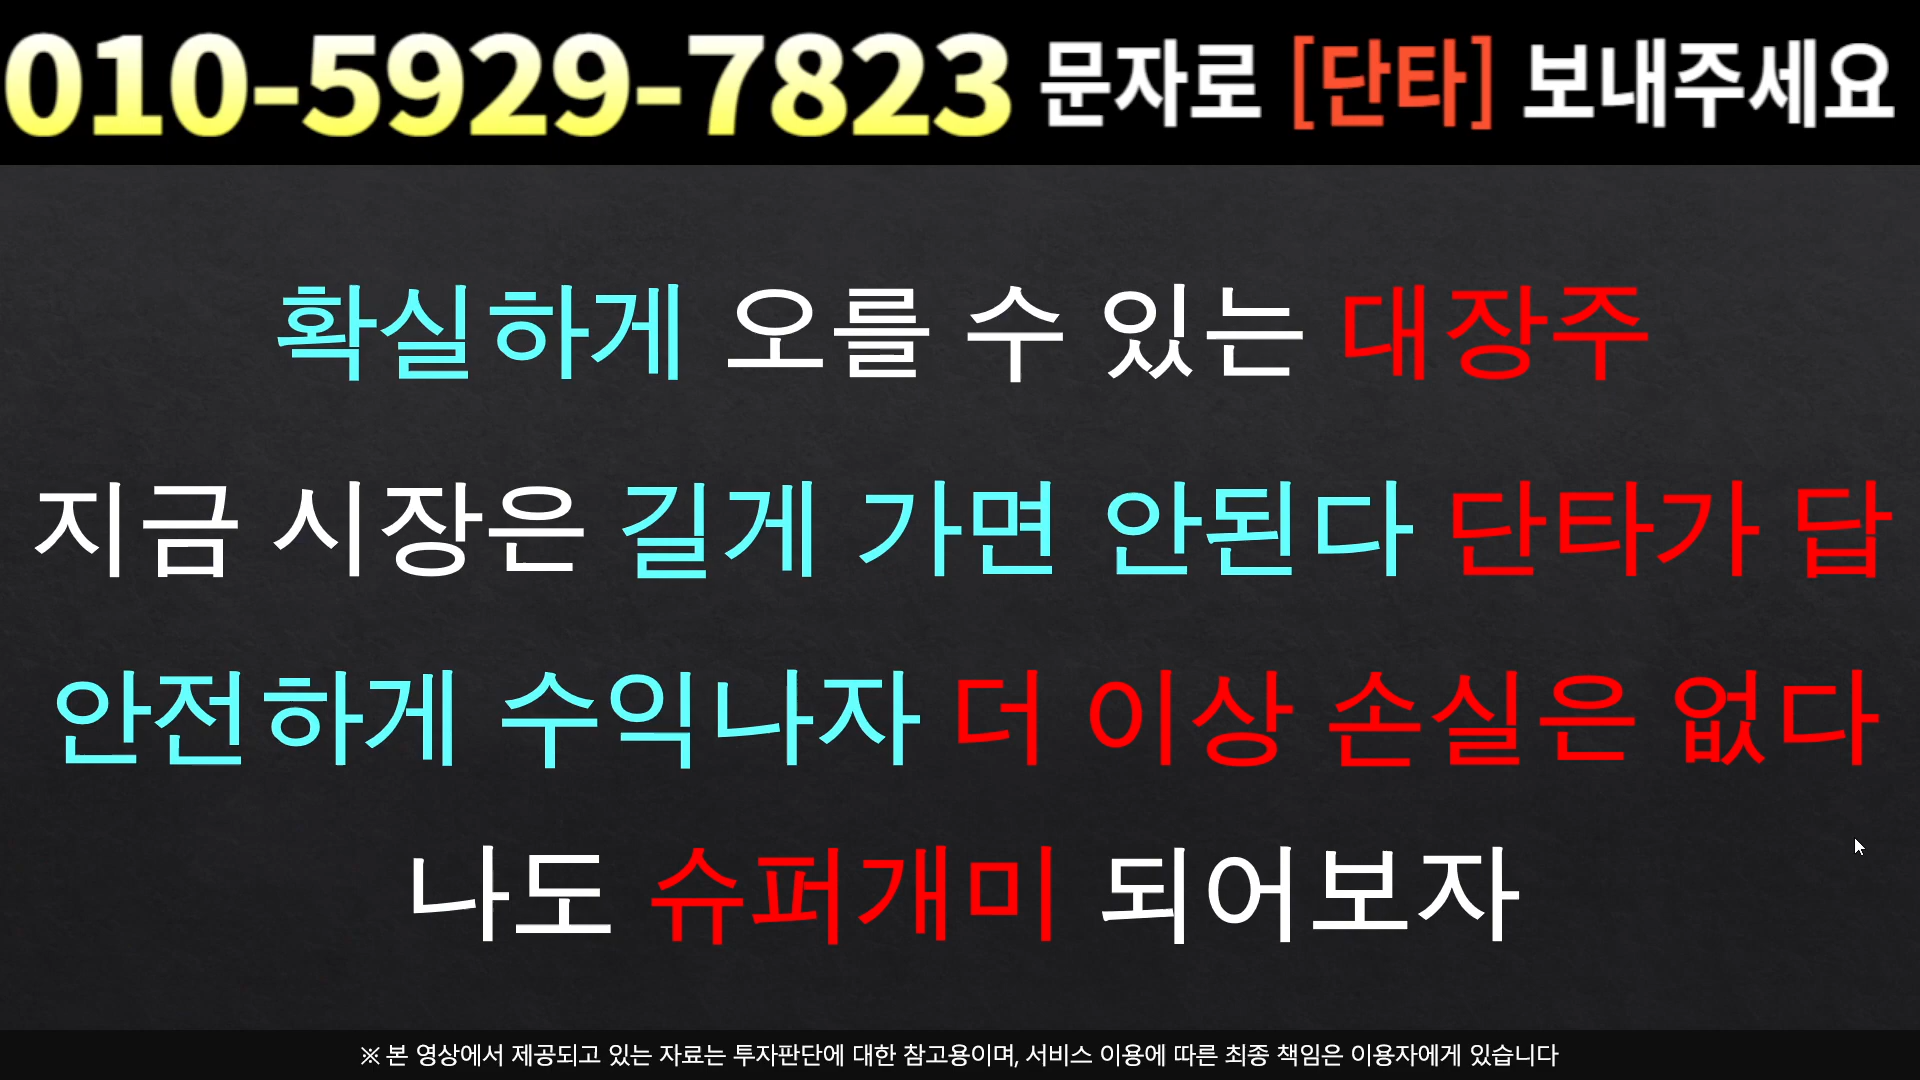 010-5929-7823 문자로 [단타] 보내주세요
확실하게 오를 수 있는 대장주
지금 시장은 길게 가면 안된다 단타가 답
안전하게 수익나자 더 이상 손실은 없다
나도 슈퍼개미 되어보자
※ 본 영상에서 제공되고 있는 자료는 투자판단에 대한 참고용이며, 서비스 이용에 따른 최종 책임은 이용자에게 있습니다